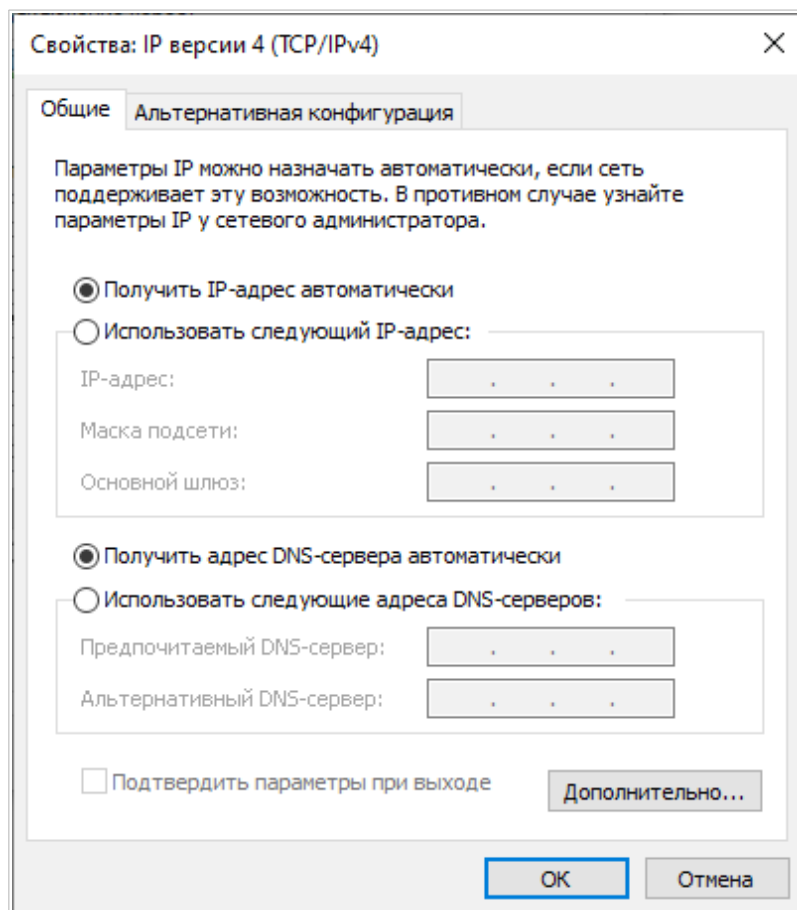 Свойства: IP версии 4 (TCP/IPv4)
Общие
Альтернативная конфигурация
Параметры IP можно назначать автоматически, если сеть
поддерживает эту возможность. В противном случае узнайте
параметры IP у сетевого администратора.
Получить IP-адрес автоматически
Использовать следующий IP-адрес:
IP-адрес:
Маска подсети:
Основной шлюз:
Получить адрес DNS-сервера автоматически
Использовать следующие адреса DNS-серверов:
Предпочитаемый DNS-сервер:
Альтернативный DNS-сервер:
Подтвердить параметры при выходе
Дополнительно...
ОК
Отмена